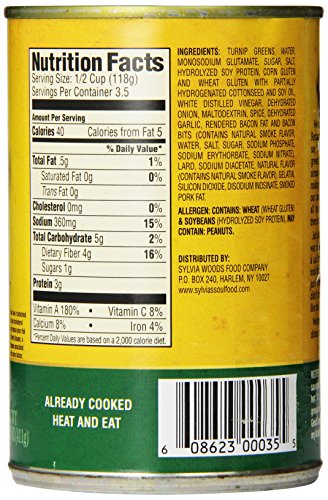 Nutrition Facts
Serving Size: 1/2 Cup (118g)
Servings Per Container 3.5
Amount Per Serving
Calories 40 Calories from Fat 5
% Daily Value*
Total Fat .5g 1%
Saturated Fat 0g 0%
Trans Fat 0g
Cholesterol 0mg 0%
Sodium 360mg 15%
Total Carbohydrate 5g 2%
Dietary Fiber 4g 16%
Sugars 1g
Protein 3g
Vitamin A 180% • Vitamin C 8%
Calcium 8% • Iron 4%
*Percent Daily Values are based on a 2,000 calorie diet.
ALREADY COOKED
HEAT AND EAT
INGREDIENTS: TURNIP GREENS, WATER,
MONOSODIUM GLUTAMATE, SUGAR, SALT,
HYDROLYZED SOY PROTEIN, CORN GLUTEN
AND WHEAT GLUTEN WITH PARTIALLY
HYDROGENATED COTTONSEED AND SOY OIL,
WHITE DISTILLED VINEGAR, DEHYDRATED
ONION, MALTODEXTRIN, SPICE, DEHYDRATED
GARLIC, RENDERED BACON FAT AND BACON
BITS (CONTAINS NATURAL SMOKE FLAVOR,
WATER, SALT, SUGAR, SODIUM PHOSPHATE,
SODIUM ERYTHORBATE, SODIUM NITRATE),
LARD, SODIUM DIACETATE, NATURAL FLAVOR
(CONTAINS NATURAL SMOKE FLAVOR), GELATIN,
SILICON DIOXIDE, DISODIUM INOSINATE, SMOKED
PORK FAT.
ALLERGEN: CONTAINS: WHEAT (WHEAT GLUTEN)
& SOYBEANS (HYDROLIZED SOY PROTEIN), MAY
CONTAIN: PEANUTS.
DISTRIBUTED BY:
SYLVIA WOODS FOOD COMPANY
P.O. BOX 240, HARLEM, NY 10027
www.sylviassoulfood.com
6 08623 00035 5